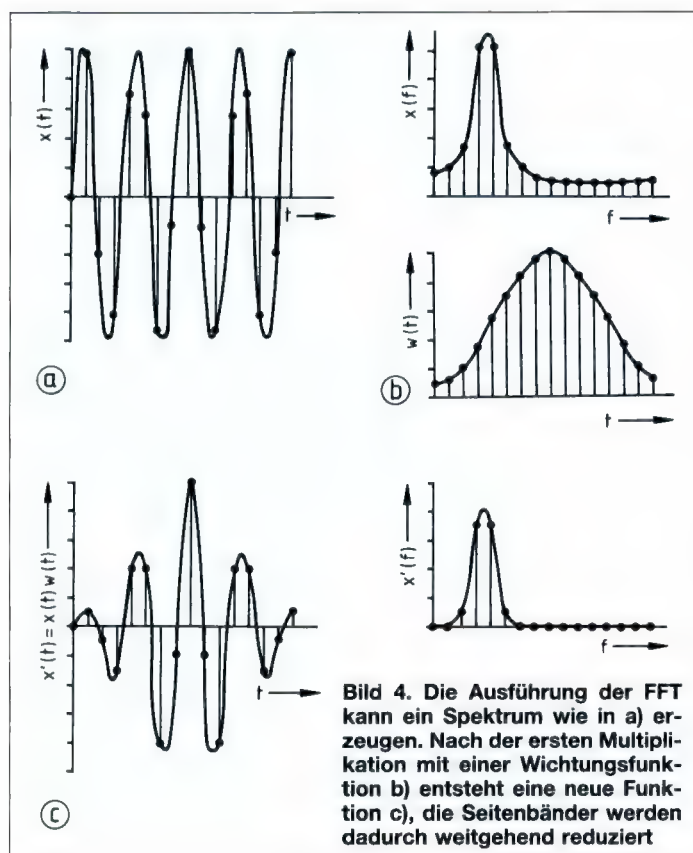 x(t)
t
ⓐ
x(f)
f
w(t)
ⓑ
t
x'(t) = x(t) w(t)
t
ⓒ
x'(f)
f
Bild 4. Die Ausführung der FFT
kann ein Spektrum wie in a) er-
zeugen. Nach der ersten Multipli-
kation mit einer Wichtungsfunk-
tion b) entsteht eine neue Funk-
tion c), die Seitenbänder werden
dadurch weitgehend reduziert